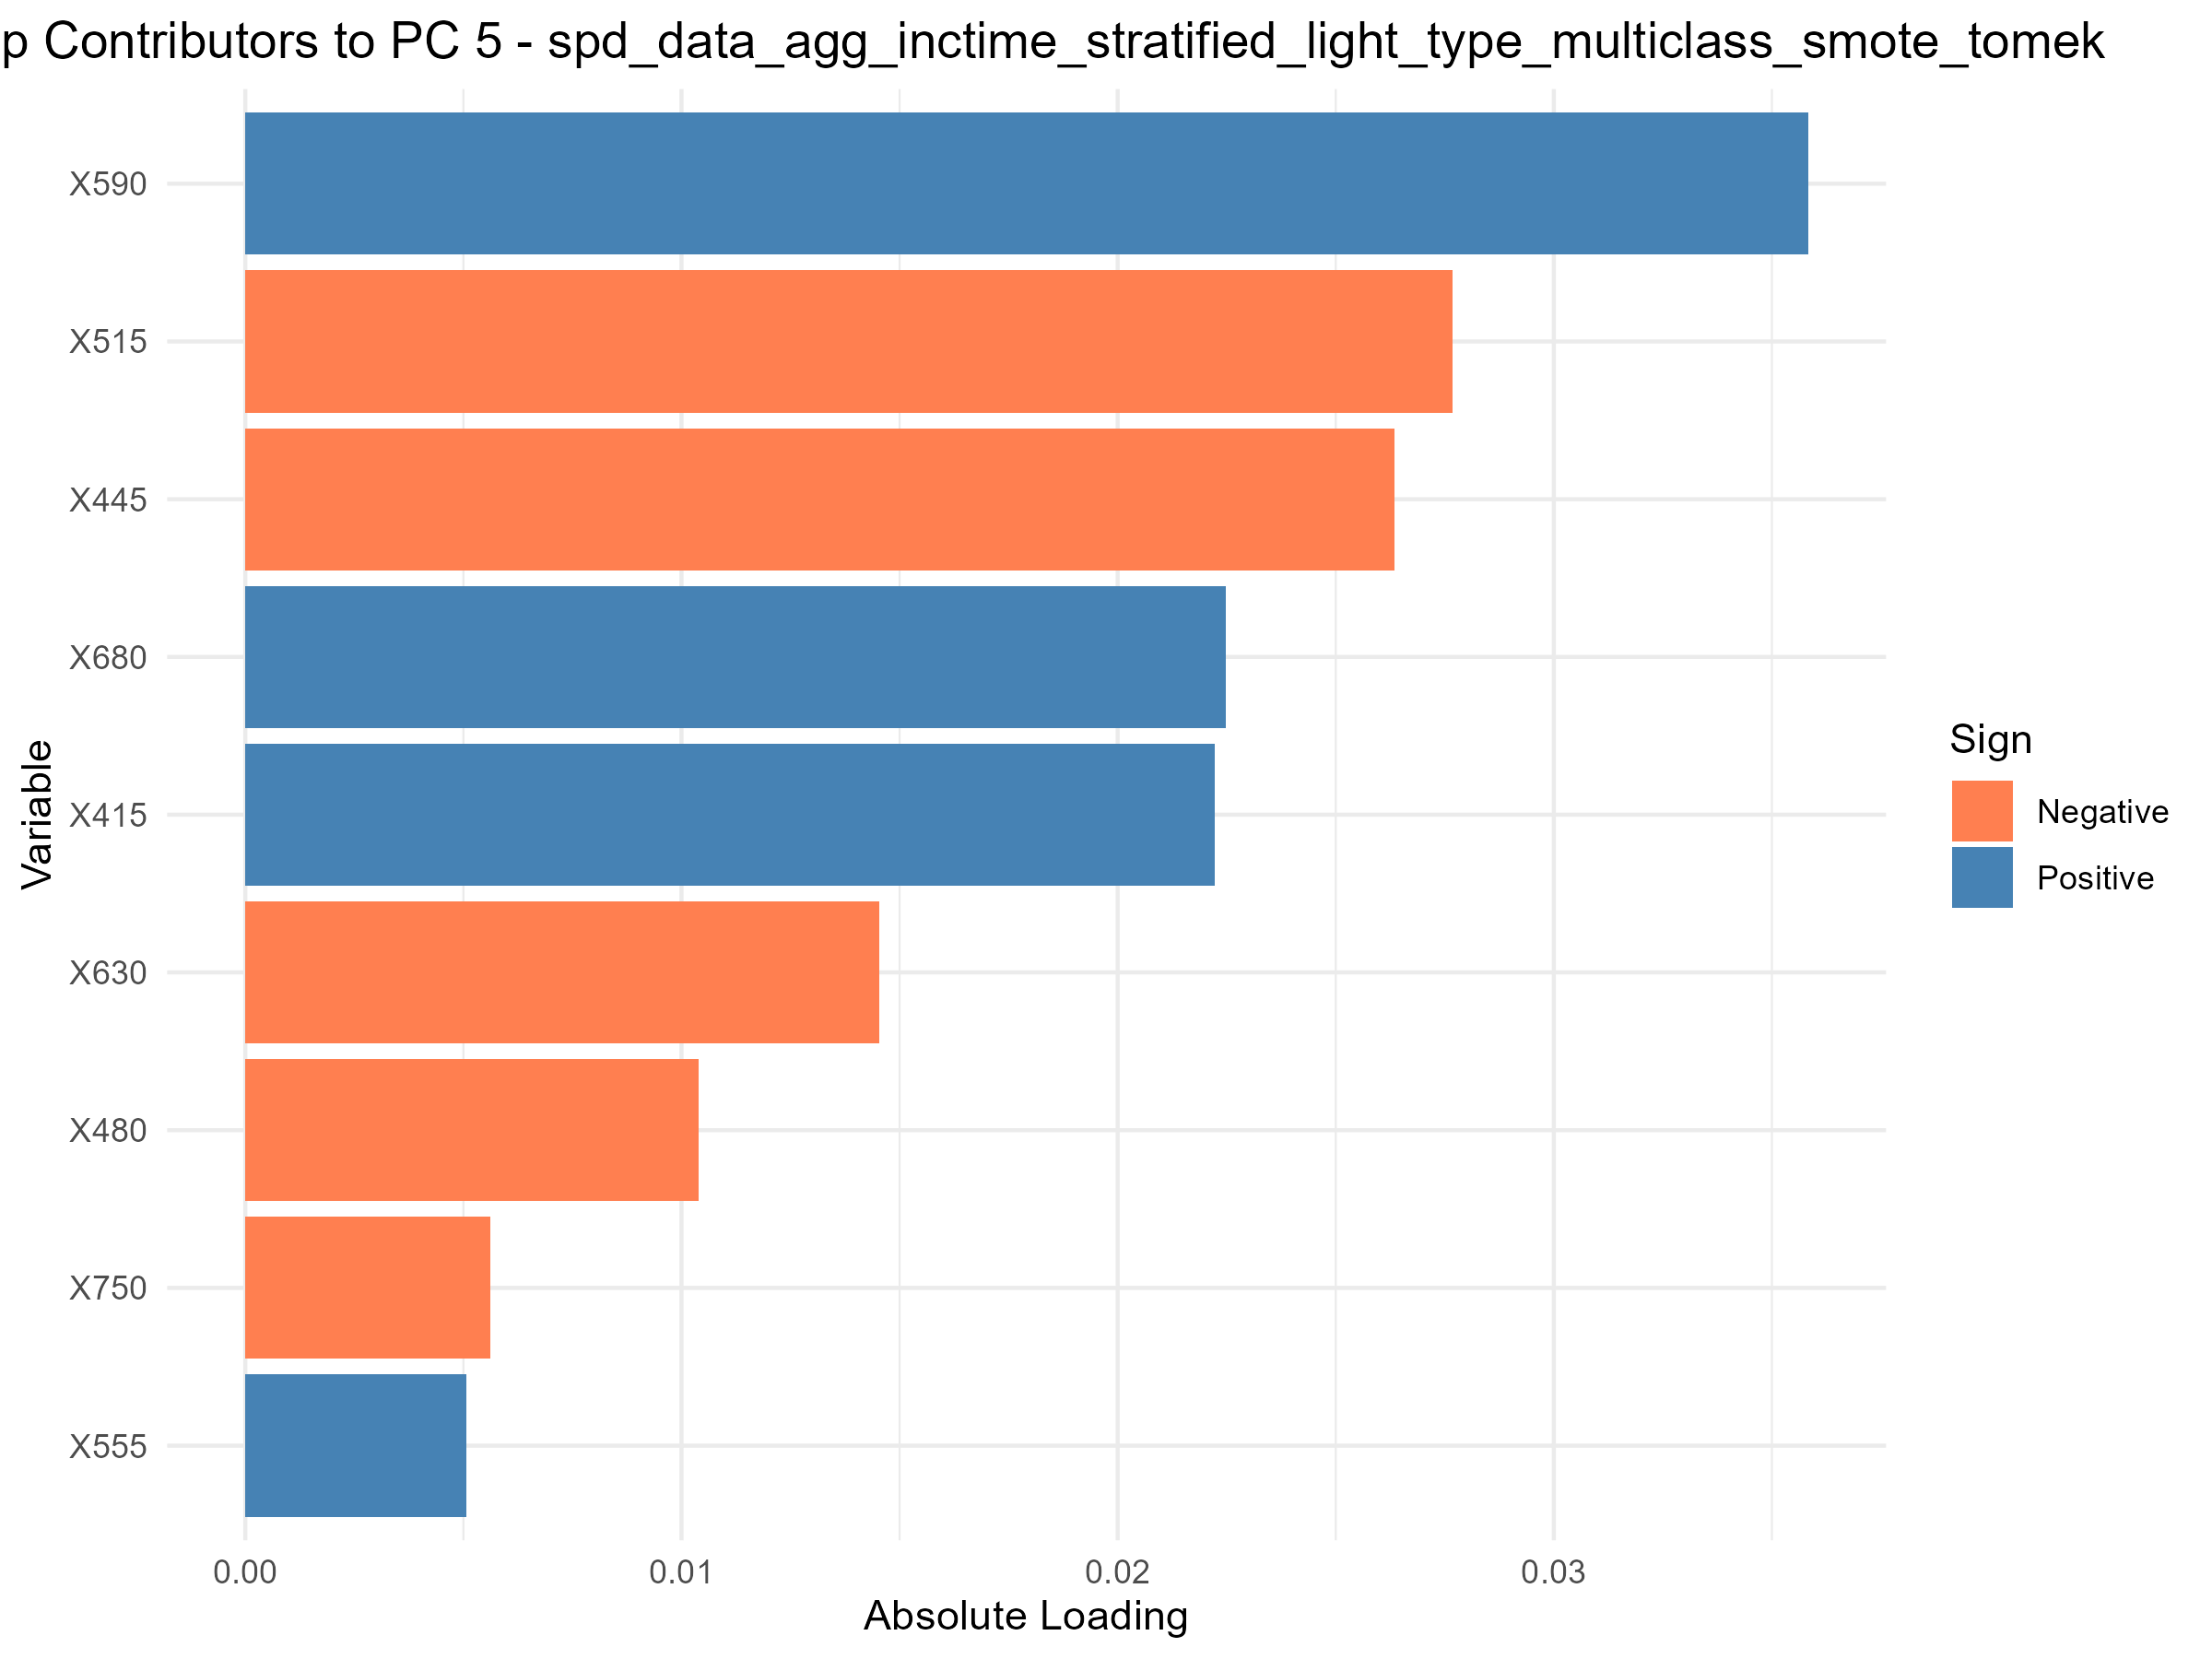 p Contributors to PC 5 - spd_data_agg_inctime_stratified_light_type_multiclass_smote_tomek
X590
X515
X445
X680
X415
X630
X480
X750
X555
Variable
0.00 0.01 0.02 0.03
Absolute Loading
Sign
Negative
Positive